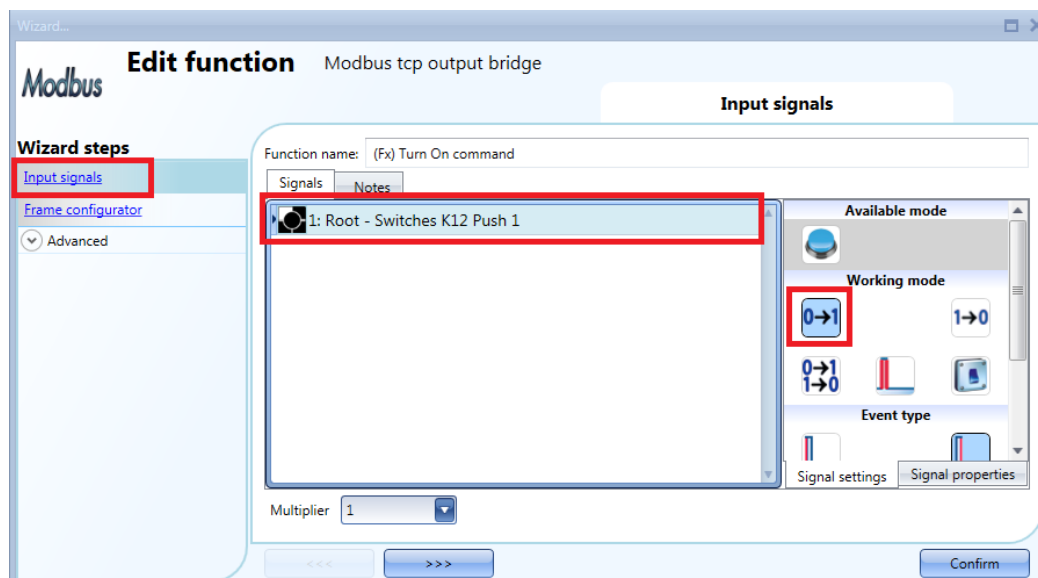 Wizard...
Modbus
Edit function
Modbus tcp output bridge
Input signals
Wizard steps
Input signals
Frame configurator
Advanced
Function name: (Fx) Turn On command
Signals
Notes
1: Root - Switches K12 Push 1
Available mode
Working mode
0→1
1→0
0→1
1→0
Event type
Signal settings
Signal properties
Multiplier 1
<<<
>>>
Confirm